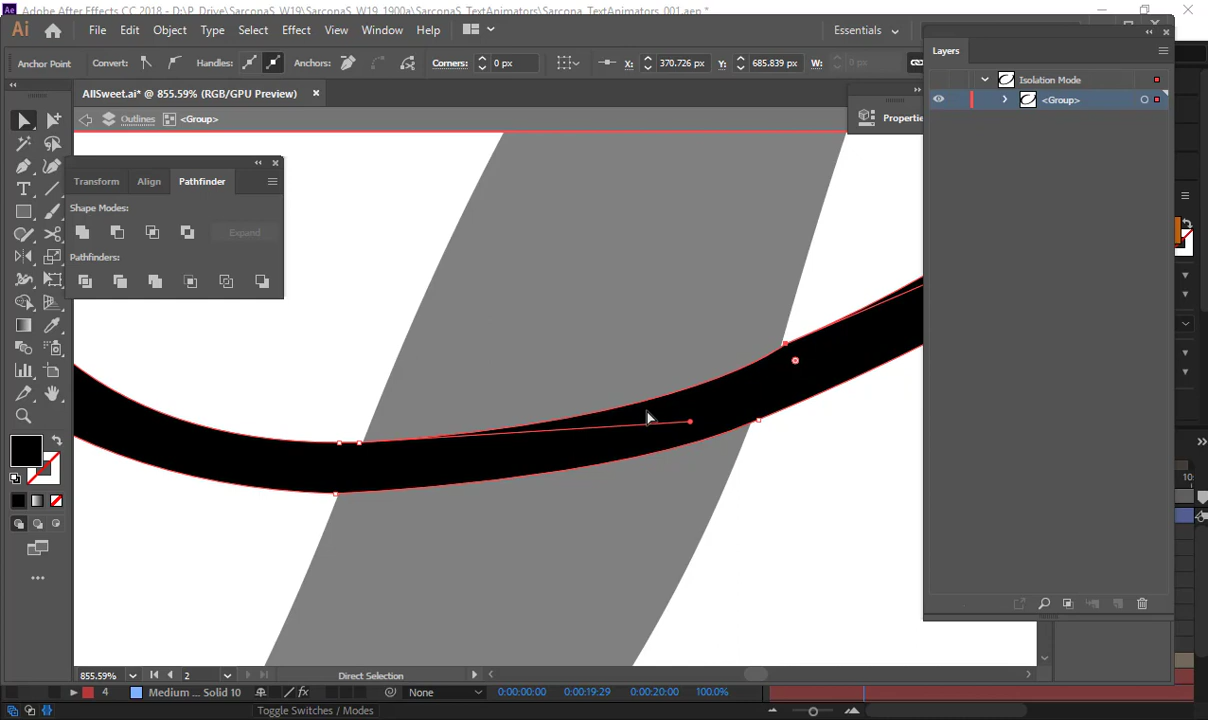 Adobe After Effects CC 2018 - D:\P_Drive\SarconaS_W19\SarconaS_W19_1900a\SarconaS_TextAnimators\Sarcona_TextAnimators_001.aep *
Ai File Edit Object Type Select Effect View Window Help Essentials
Anchor Point Convert: Handles: Anchors: Corners: 0 px X: 370.726 px Y: 685.839 px W: 0 px
Layers
AllSweet.ai* @ 855.59% (RGB/GPU Preview)
Isolation Mode
<Group>
Outlines <Group>
Properties
Transform Align Pathfinder
Shape Modes:
Expand
Pathfinders:
10:
855.59% 2 Direct Selection
4 Medium ... Solid 10 fx None 0:00:00:00 0:00:19:29 0:00:20:00 100.0%
Toggle Switches / Modes